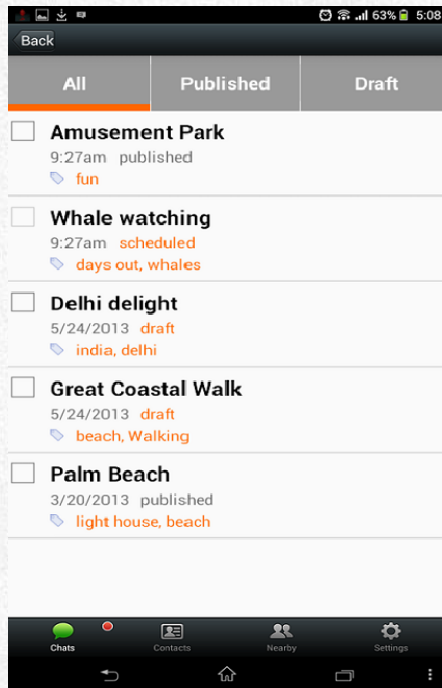 63% 5:08
Back
All Published Draft
Amusement Park
9:27am published
fun
Whale watching
9:27am scheduled
days out, whales
Delhi delight
5/24/2013 draft
india, delhi
Great Coastal Walk
5/24/2013 draft
beach, Walking
Palm Beach
3/20/2013 published
light house, beach
Chats Contacts Nearby Settings